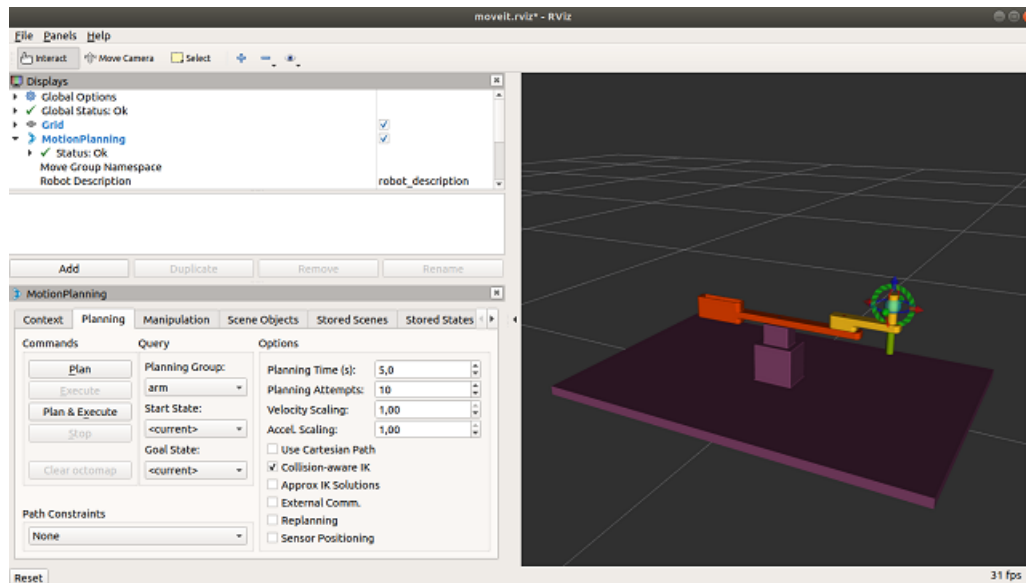 moveit.rviz* - RViz
File Panels Help
Interact Move Camera Select
Displays
Global Options
Global Status: Ok
Grid
MotionPlanning
Status: Ok
Move Group Namespace
Robot Description robot_description
Add Duplicate Remove Rename
MotionPlanning
Context Planning Manipulation Scene Objects Stored Scenes Stored States
Commands Query Options
Plan Planning Group: Planning Time (s): 5,0
Execute arm Planning Attempts: 10
Plan & Execute Start State: Velocity Scaling: 1,00
Stop <current> Accel. Scaling: 1,00
Goal State: Use Cartesian Path
Clear octomap <current> Collision-aware IK
Approx IK Solutions
External Comm.
Path Constraints Replanning
None Sensor Positioning
Reset 31 fps